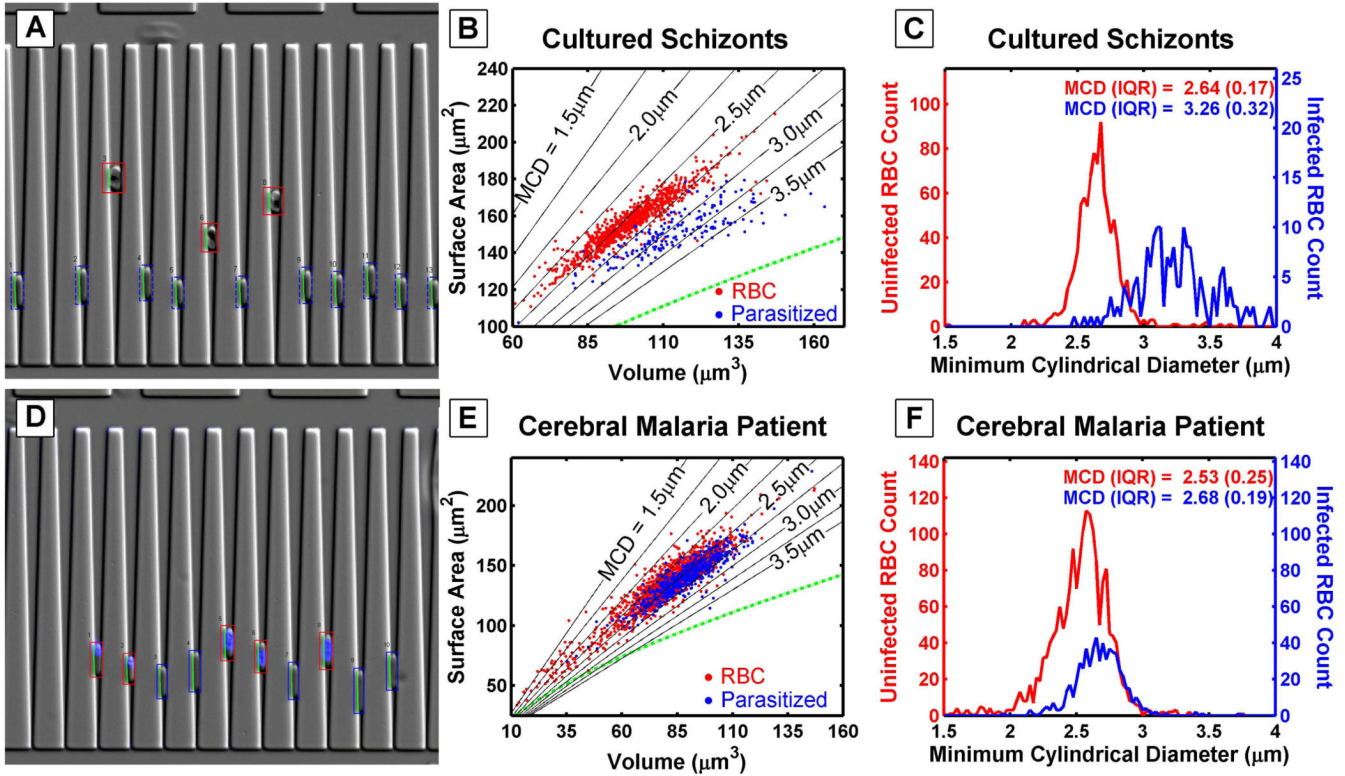 A
B
Cultured Schizonts
240
220
200
180
160
140
120
100
Surface Area (μm²)
MCD = 1.5μm
2.0μm
2.5μm
3.0μm
3.5μm
RBC
Parasitized
60
85
110
135
160
Volume (μm³)
C
Cultured Schizonts
MCD (IQR) = 2.64 (0.17)
MCD (IQR) = 3.26 (0.32)
100
80
60
40
20
0
Uninfected RBC Count
25
20
15
10
5
0
Infected RBC Count
1.5
2
2.5
3
3.5
4
Minimum Cylindrical Diameter (μm)
D
E
Cerebral Malaria Patient
200
150
100
50
Surface Area (μm²)
MCD = 1.5μm
2.0μm
2.5μm
3.0μm
3.5μm
RBC
Parasitized
10
35
60
85
110
135
160
Volume (μm³)
F
Cerebral Malaria Patient
MCD (IQR) = 2.53 (0.25)
MCD (IQR) = 2.68 (0.19)
140
120
100
80
60
40
20
0
Uninfected RBC Count
140
120
100
80
60
40
20
0
Infected RBC Count
1.5
2
2.5
3
3.5
4
Minimum Cylindrical Diameter (μm)